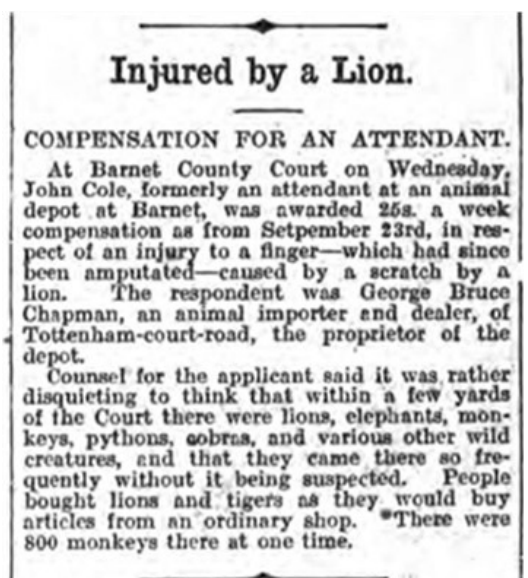 Injured by a Lion.
COMPENSATION FOR AN ATTENDANT.
At Barnet County Court on Wednesday,
John Cole, formerly an attendant at an animal
depot at Barnet, was awarded 25s. a week
compensation as from Setpember 23rd, in res-
pect of an injury to a finger—which had since
been amputated—caused by a scratch by a
lion. The respondent was George Bruce
Chapman, an animal importer and dealer, of
Tottenham-court-road, the proprietor of the
depot.
Counsel for the applicant said it was rather
disquieting to think that within a few yards
of the Court there were lions, elephants, mon-
keys, pythons, cobras, and various other wild
creatures, and that they came there so fre-
quently without it being suspected. People
bought lions and tigers as they would buy
articles from an ordinary shop. *There were
800 monkeys there at one time.